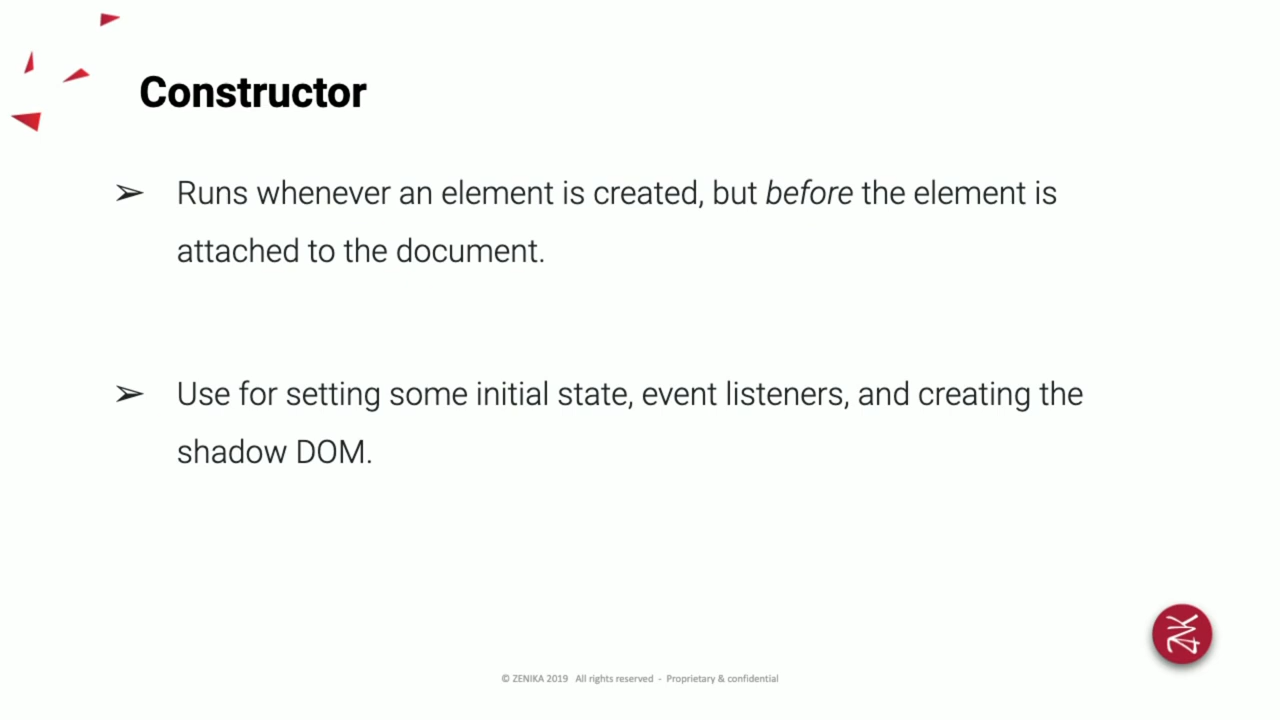 Constructor
➢ Runs whenever an element is created, but before the element is
attached to the document.
➢ Use for setting some initial state, event listeners, and creating the
shadow DOM.
ZNK
© ZENIKA 2019 All rights reserved - Proprietary & confidential